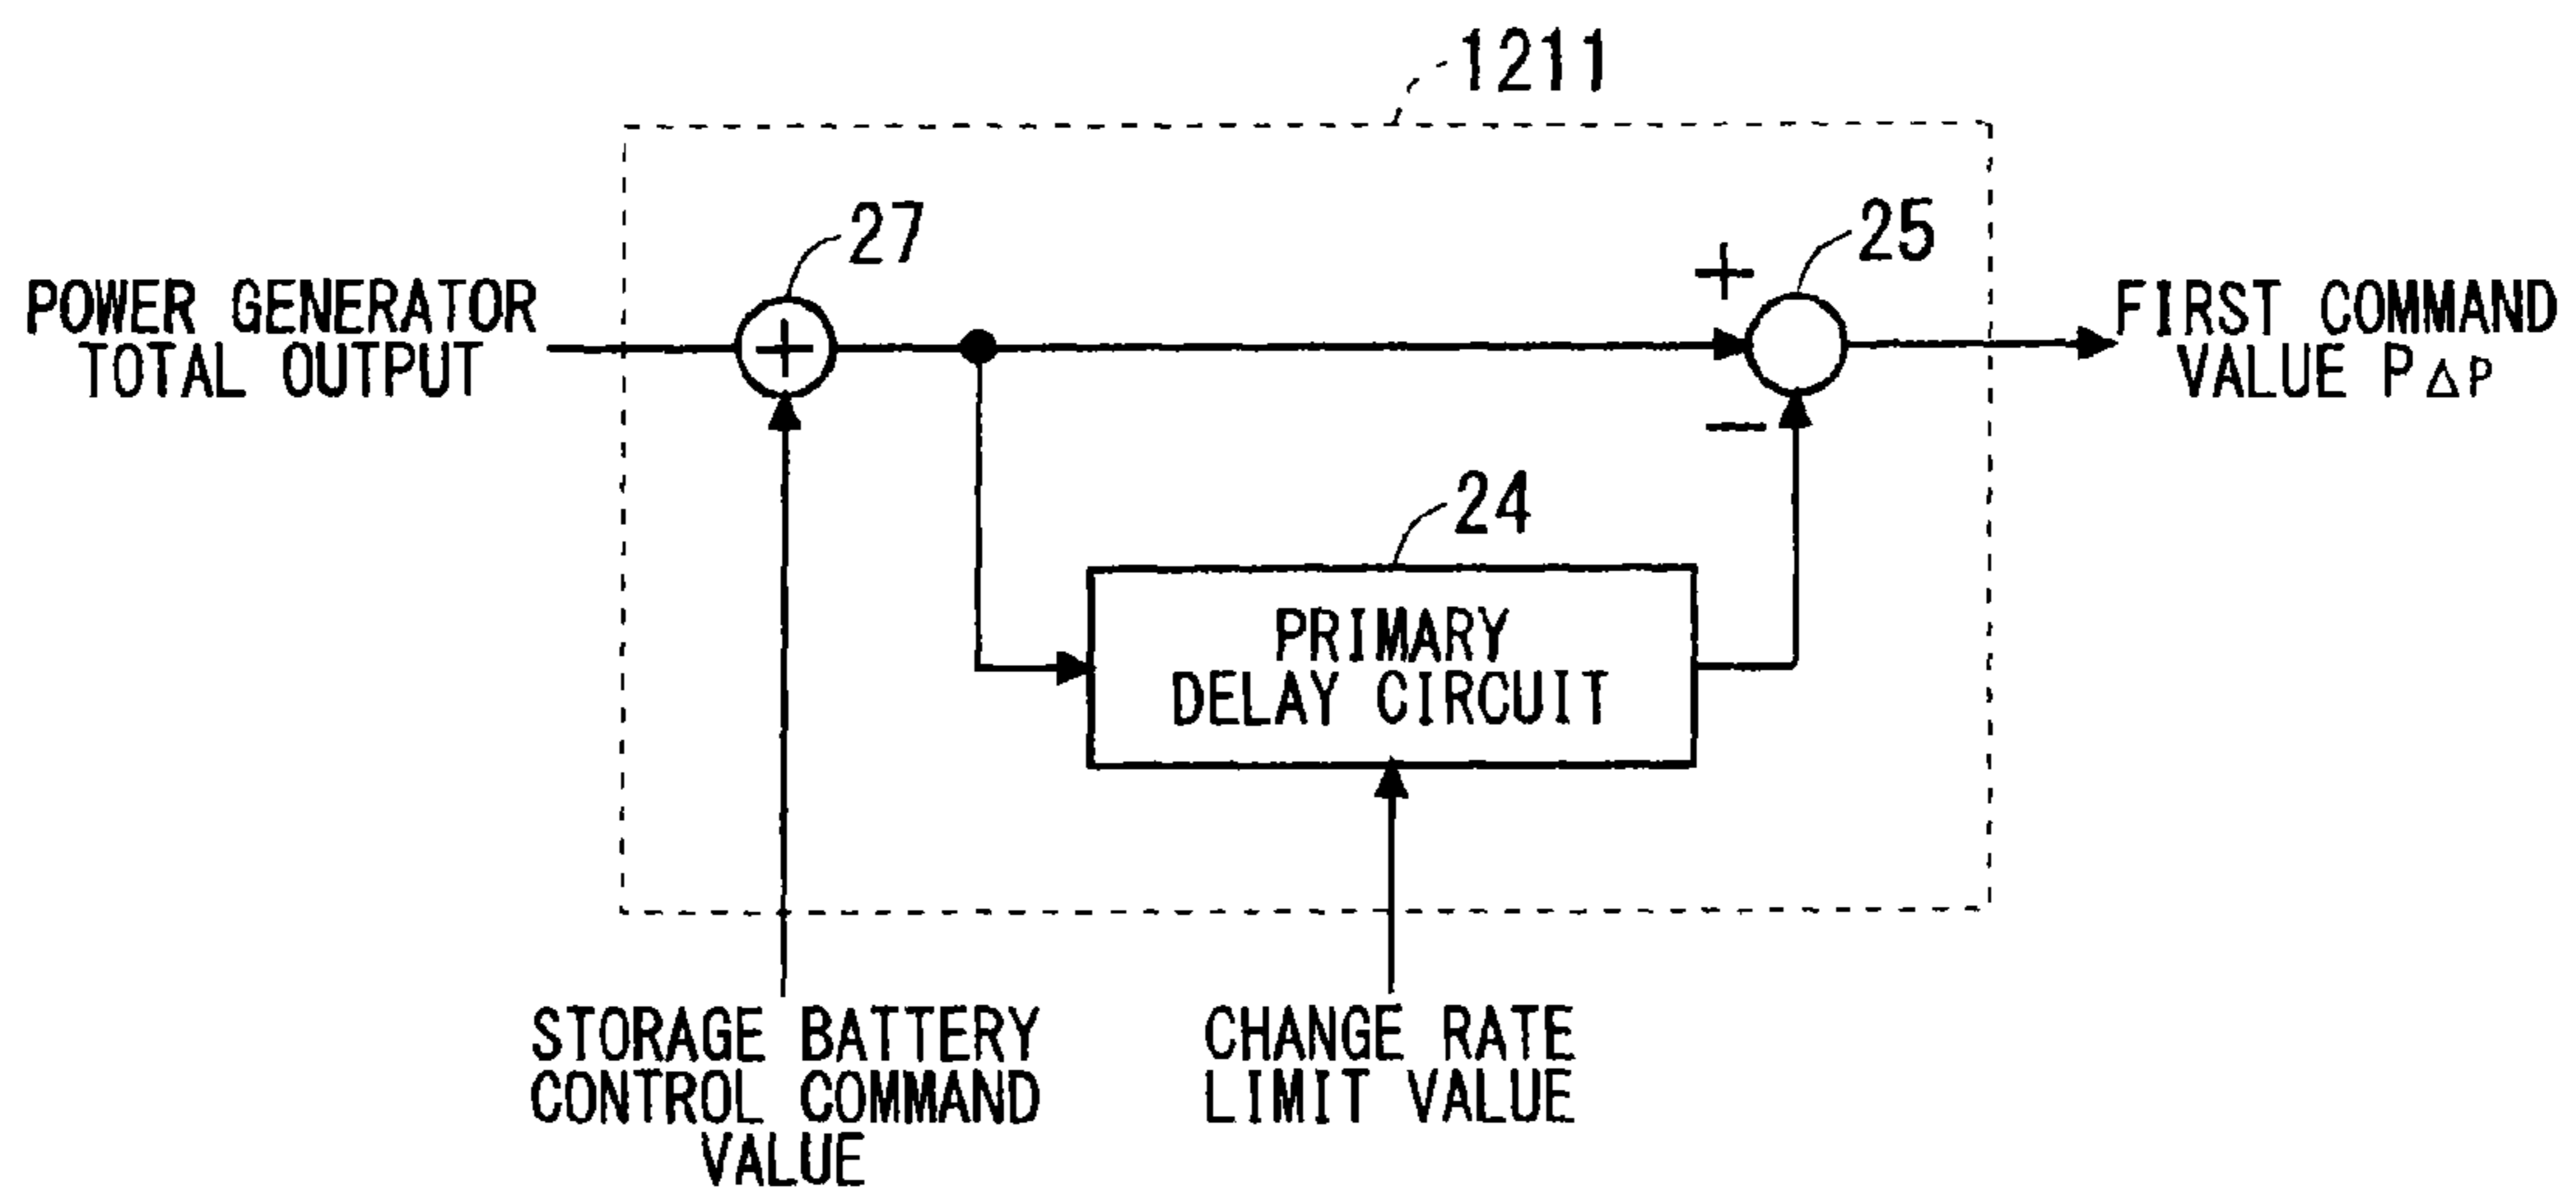 1211
27
25
+
POWER GENERATOR
TOTAL OUTPUT
+
FIRST COMMAND
VALUE P△P
−
24
PRIMARY
DELAY CIRCUIT
STORAGE BATTERY
CONTROL COMMAND
VALUE
CHANGE RATE
LIMIT VALUE